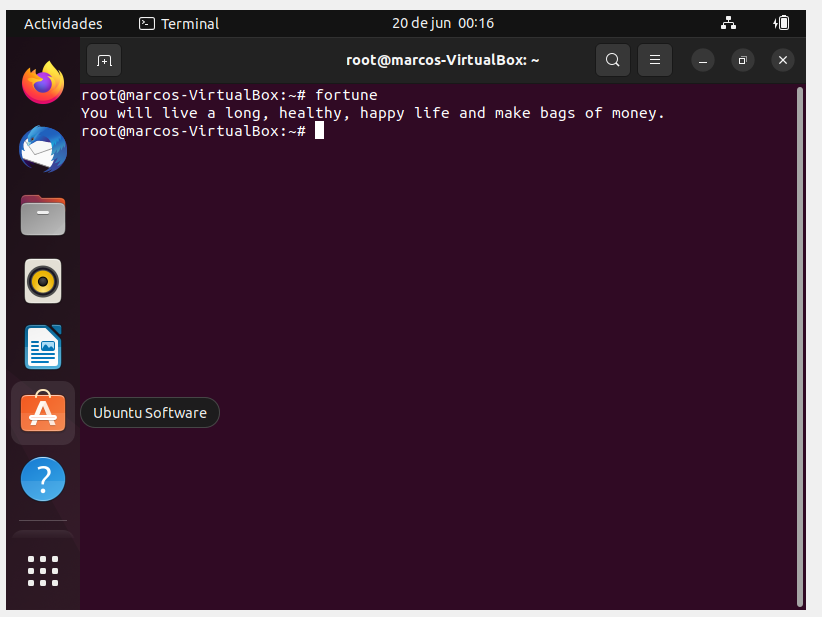 Actividades
Terminal
20 de jun 00:16
root@marcos-VirtualBox: ~
root@marcos-VirtualBox:~# fortune
You will live a long, healthy, happy life and make bags of money.
root@marcos-VirtualBox:~#
Ubuntu Software
?